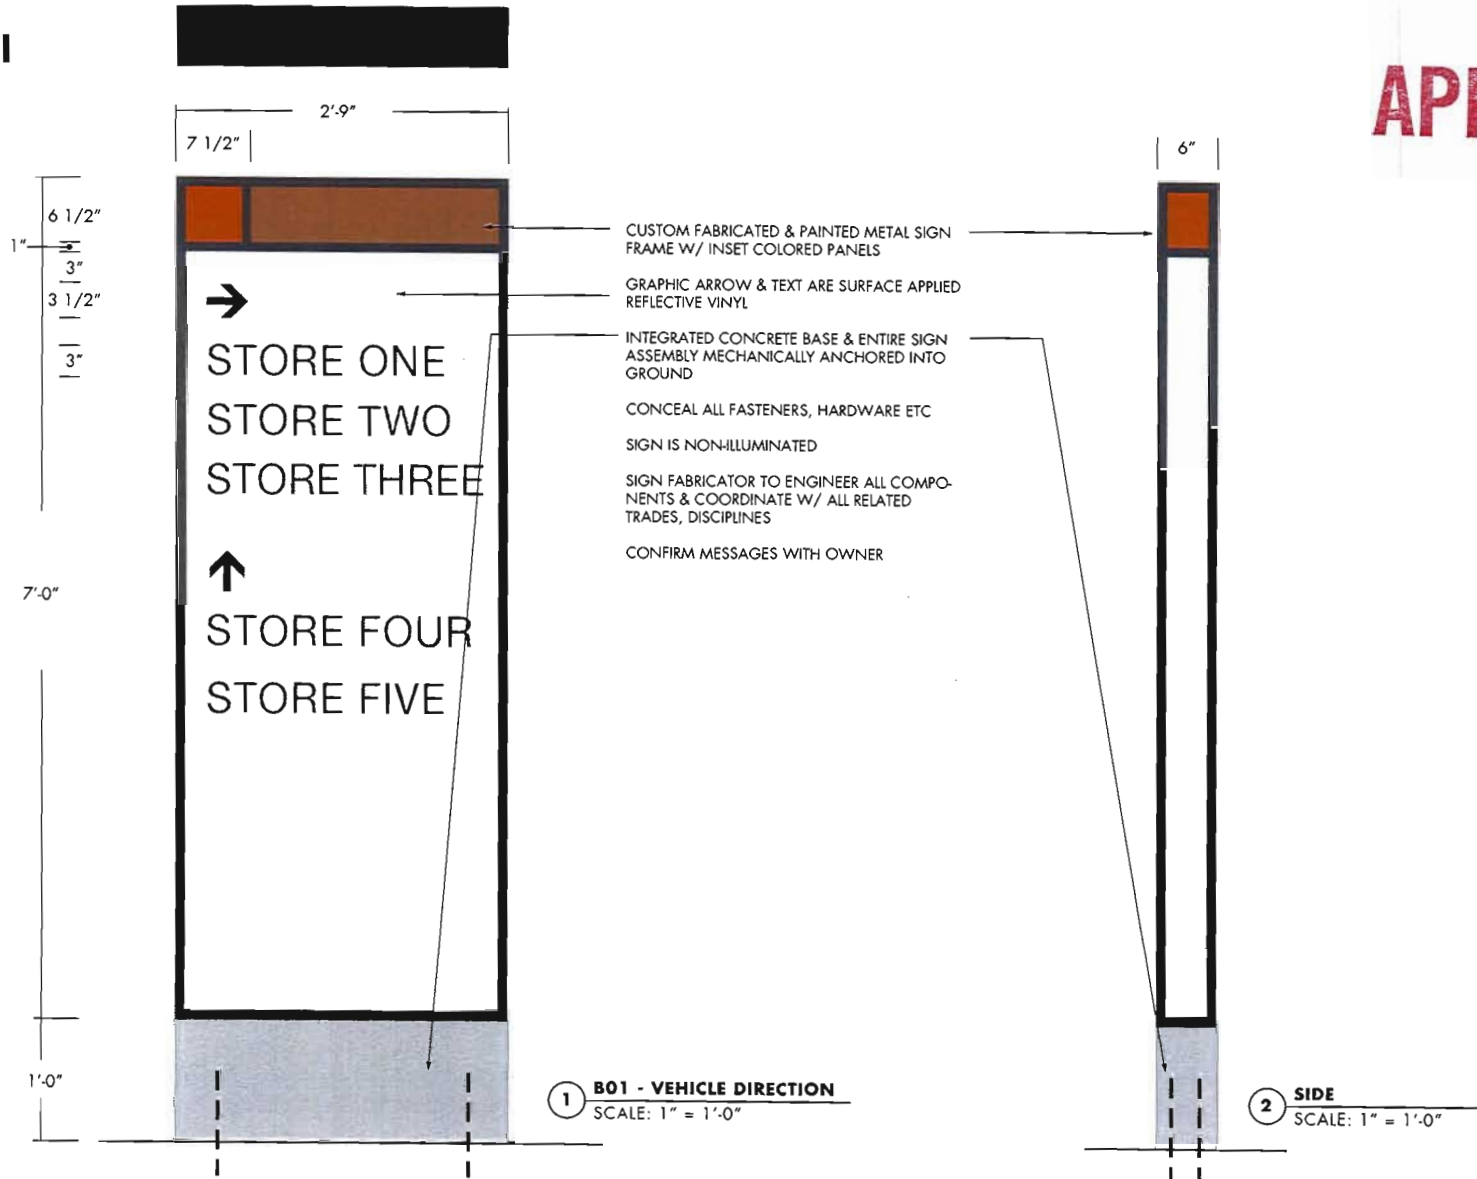 2'-9"
7 1/2"
6"
6 1/2"
1"
3"
3 1/2"
3"
7'-0"
1'-0"
STORE ONE
STORE TWO
STORE THREE
STORE FOUR
STORE FIVE
CUSTOM FABRICATED & PAINTED METAL SIGN
FRAME W/ INSET COLORED PANELS
GRAPHIC ARROW & TEXT ARE SURFACE APPLIED
REFLECTIVE VINYL
INTEGRATED CONCRETE BASE & ENTIRE SIGN
ASSEMBLY MECHANICALLY ANCHORED INTO
GROUND
CONCEAL ALL FASTENERS, HARDWARE ETC
SIGN IS NON-ILLUMINATED
SIGN FABRICATOR TO ENGINEER ALL COMPO-
NENTS & COORDINATE W/ ALL RELATED
TRADES, DISCIPLINES
CONFIRM MESSAGES WITH OWNER
1 B01 - VEHICLE DIRECTION
SCALE: 1" = 1'-0"
2 SIDE
SCALE: 1" = 1'-0"